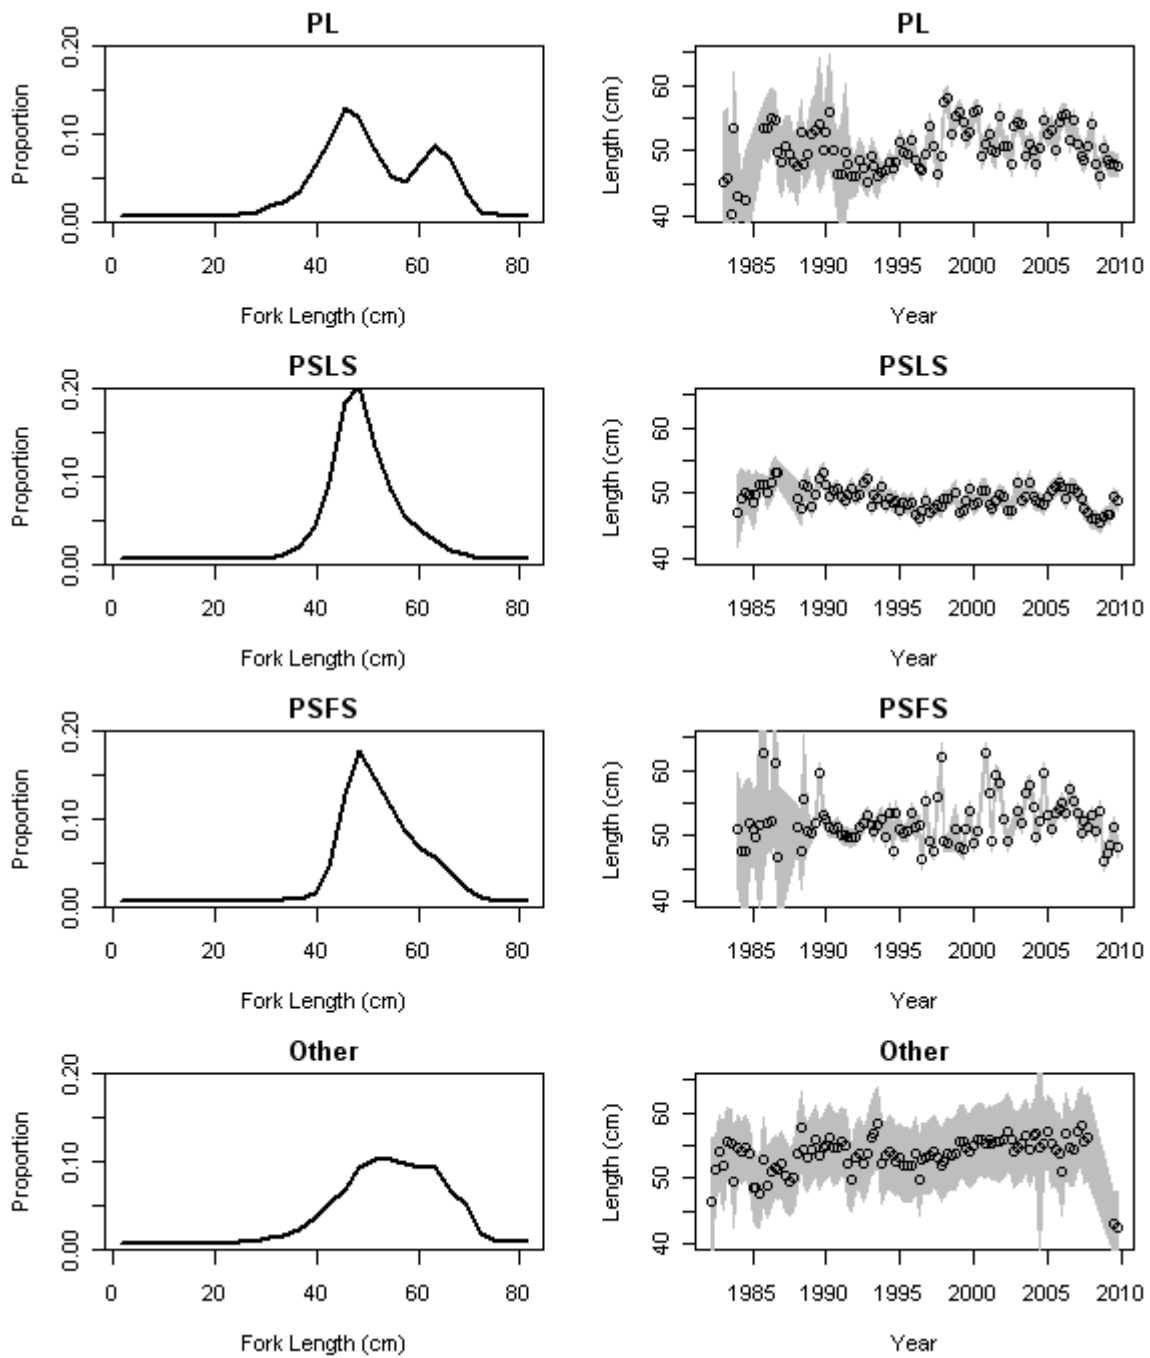 PL
Proportion
0.00 0.10 0.20
0 20 40 60 80
Fork Length (cm)
PL
Length (cm)
40 50 60
1985 1990 1995 2000 2005 2010
Year
PSLS
Proportion
0.00 0.10 0.20
0 20 40 60 80
Fork Length (cm)
PSLS
Length (cm)
40 50 60
1985 1990 1995 2000 2005 2010
Year
PSFS
Proportion
0.00 0.10 0.20
0 20 40 60 80
Fork Length (cm)
PSFS
Length (cm)
40 50 60
1985 1990 1995 2000 2005 2010
Year
Other
Proportion
0.00 0.10 0.20
0 20 40 60 80
Fork Length (cm)
Other
Length (cm)
40 50 60
1985 1990 1995 2000 2005 2010
Year